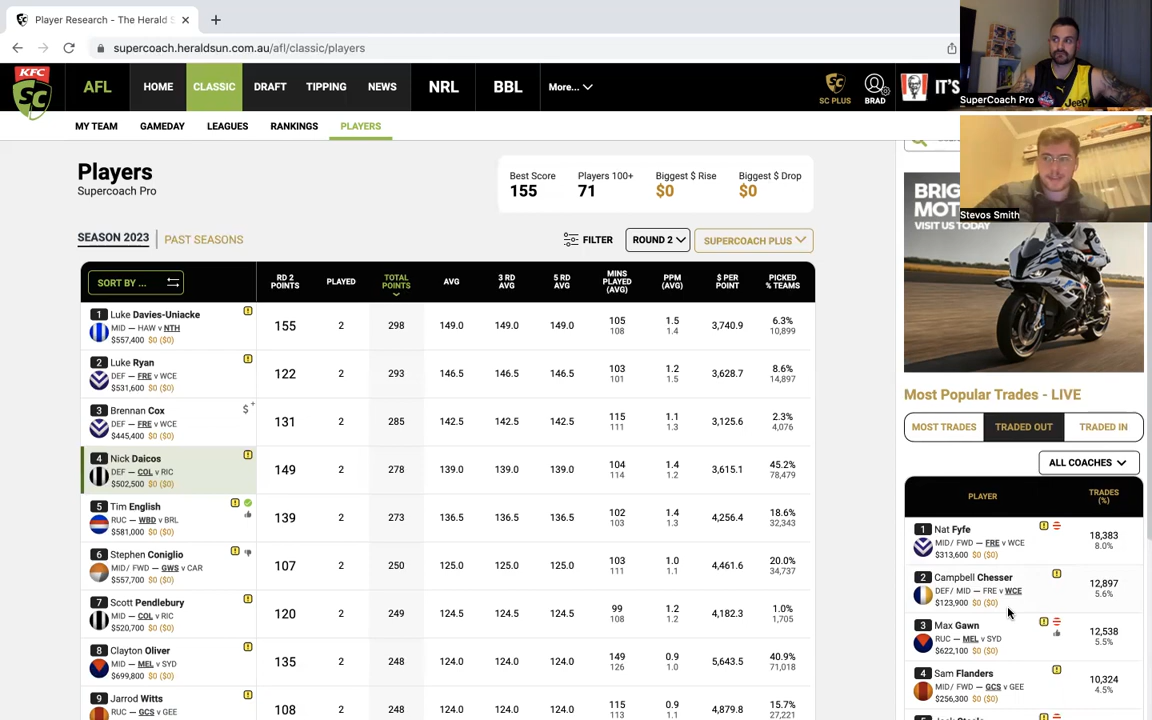 Player Research - The Herald S
supercoach.heraldsun.com.au/afl/classic/players
KFC
SC
AFL
HOME
CLASSIC
DRAFT
TIPPING
NEWS
NRL
BBL
More...
SC PLUS
BRAD
IT'S
SuperCoach Pro
Jeep
MY TEAM
GAMEDAY
LEAGUES
RANKINGS
PLAYERS
Players
Supercoach Pro
Best Score
155
Players 100+
71
Biggest $ Rise
$0
Biggest $ Drop
$0
Stevos Smith
SEASON 2023
PAST SEASONS
FILTER
ROUND 2
SUPERCOACH PLUS
SORT BY ...
RD 2 POINTS
PLAYED
TOTAL POINTS
AVG
3 RD AVG
5 RD AVG
MINS PLAYED (AVG)
PPM (AVG)
$ PER POINT
PICKED % TEAMS
1 Luke Davies-Uniacke
MID — HAW v NTH
$557,400 $0 ($0)
155 2 298 149.0 149.0 149.0 105 1.5 3,740.9 6.3%
108 1.4 10,899
2 Luke Ryan
DEF — FRE v WCE
$531,600 $0 ($0)
122 2 293 146.5 146.5 146.5 103 1.2 3,628.7 8.6%
101 1.5 14,897
3 Brennan Cox
DEF — FRE v WCE
$445,400 $0 ($0)
131 2 285 142.5 142.5 142.5 115 1.1 3,125.6 2.3%
111 1.3 4,076
4 Nick Daicos
DEF — COL v RIC
$502,500 $0 ($0)
149 2 278 139.0 139.0 139.0 104 1.4 3,615.1 45.2%
114 1.2 78,479
5 Tim English
RUC — WBD v BRL
$581,000 $0 ($0)
139 2 273 136.5 136.5 136.5 102 1.4 4,256.4 18.6%
103 1.3 32,343
6 Stephen Coniglio
MID/ FWD — GWS v CAR
$557,700 $0 ($0)
107 2 250 125.0 125.0 125.0 103 1.0 4,461.6 20.0%
111 1.1 34,737
7 Scott Pendlebury
MID — COL v RIC
$520,700 $0 ($0)
120 2 249 124.5 124.5 124.5 99 1.2 4,182.3 1.0%
108 1.2 1,705
8 Clayton Oliver
MID — MEL v SYD
$699,800 $0 ($0)
135 2 248 124.0 124.0 124.0 149 0.9 5,643.5 40.9%
126 1.0 71,018
9 Jarrod Witts
RUC — GCS v GEE
108 2 248 124.0 124.0 124.0 115 0.9 4,879.8 15.7%
113 1.1 27,221
BRIG
MOT
VISIT US TODAY
Most Popular Trades - LIVE
MOST TRADES
TRADED OUT
TRADED IN
ALL COACHES
PLAYER
TRADES (%)
1 Nat Fyfe
MID/ FWD — FRE v WCE
$313,600 $0 ($0)
18,383
8.0%
2 Campbell Chesser
DEF/ MID — FRE v WCE
$123,900 $0 ($0)
12,897
5.6%
3 Max Gawn
RUC — MEL v SYD
$622,100 $0 ($0)
12,538
5.5%
4 Sam Flanders
MID/ FWD — GCS v GEE
$256,300 $0 ($0)
10,324
4.5%